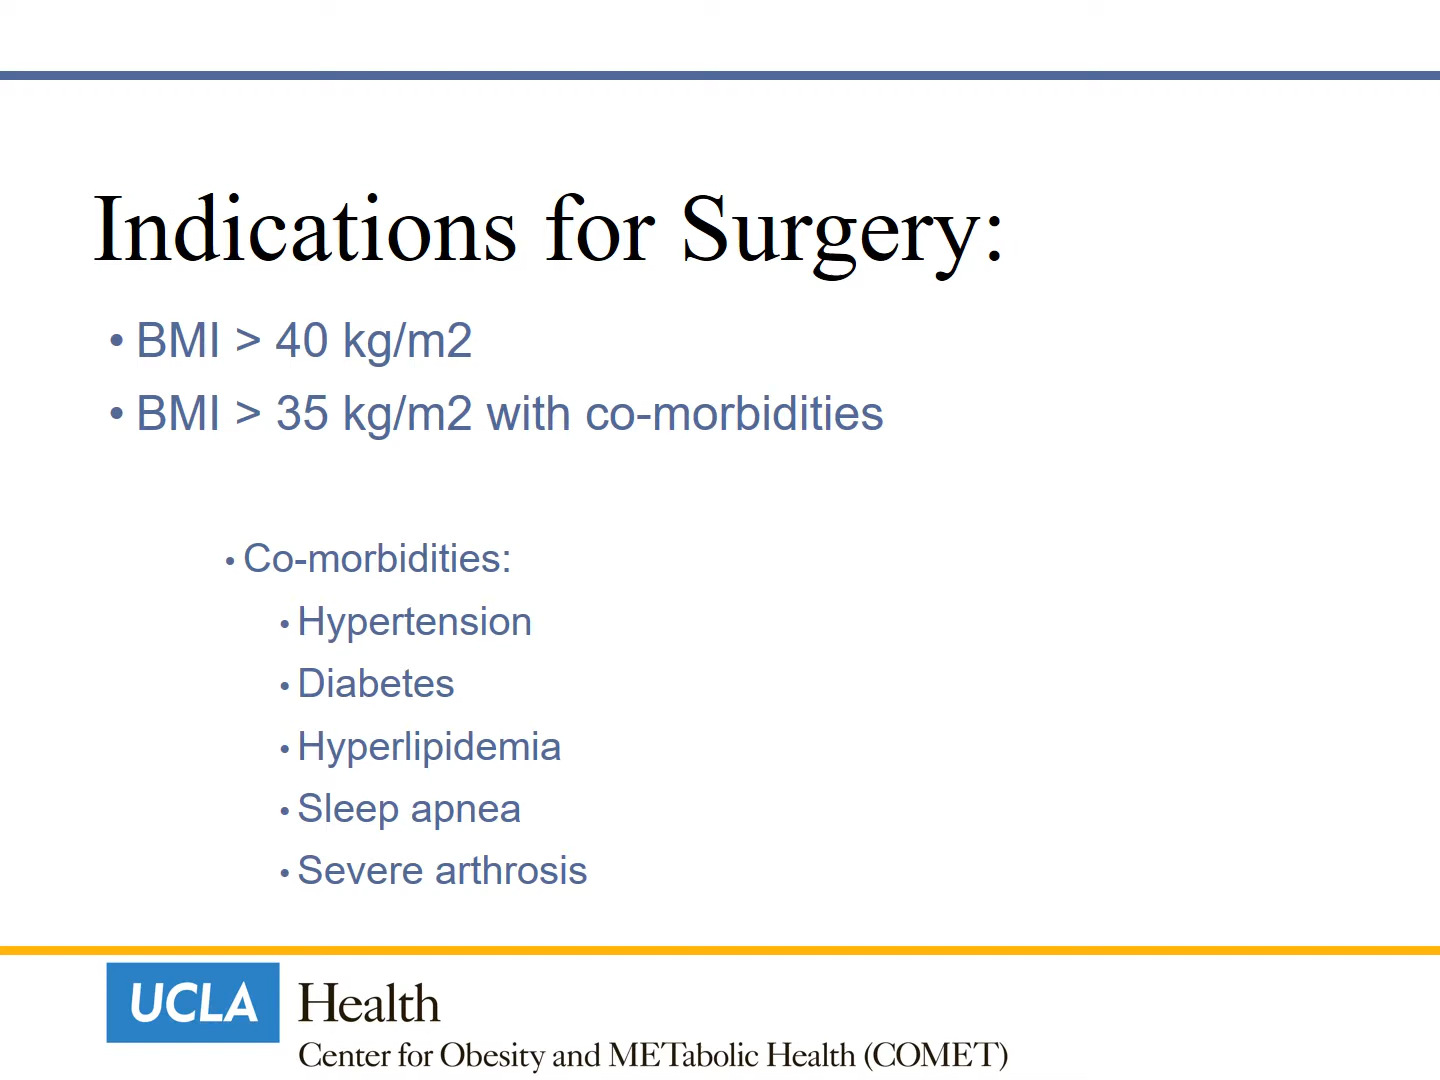 Indications for Surgery:
• BMI > 40 kg/m2
• BMI > 35 kg/m2 with co-morbidities
• Co-morbidities:
• Hypertension
• Diabetes
• Hyperlipidemia
• Sleep apnea
• Severe arthrosis
UCLA Health
Center for Obesity and METabolic Health (COMET)